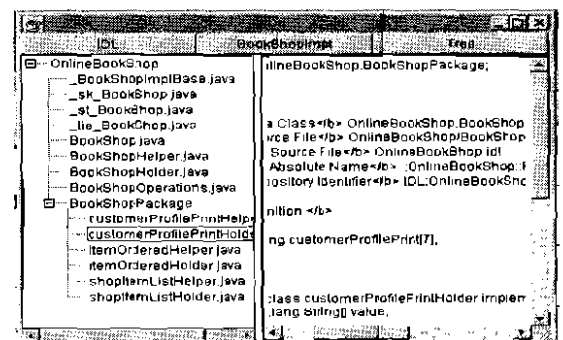 IDL
BookShopImpl
Tree
OnlineBookShop
_BookShopImplBase.java
_sk_BookShop.java
_st_BookShop.java
_tie_BookShop.java
BookShop.java
BookShopHelper.java
BookShopHolder.java
BookShopOperations.java
BookShopPackage
customerProfilePrintHelpe
customerProfilePrintHolde
itemOrderedHelper.java
itemOrderedHolder.java
shopItemListHelper.java
shopItemListHolder.java
nlineBookShop.BookShopPackage;
a Class</b> OnlineBookShop.BookShop
rce File</b> OnlineBookShop/BookShop
Source File</b> OnlineBookShop.idl
Absolute Name</b> ::OnlineBookShop::
ository Identifier</b> IDL:OnlineBookSho
nition </b>
ng customerProfilePrint[7];
class customerProfilePrintHolder implem
.lang.String[] value;